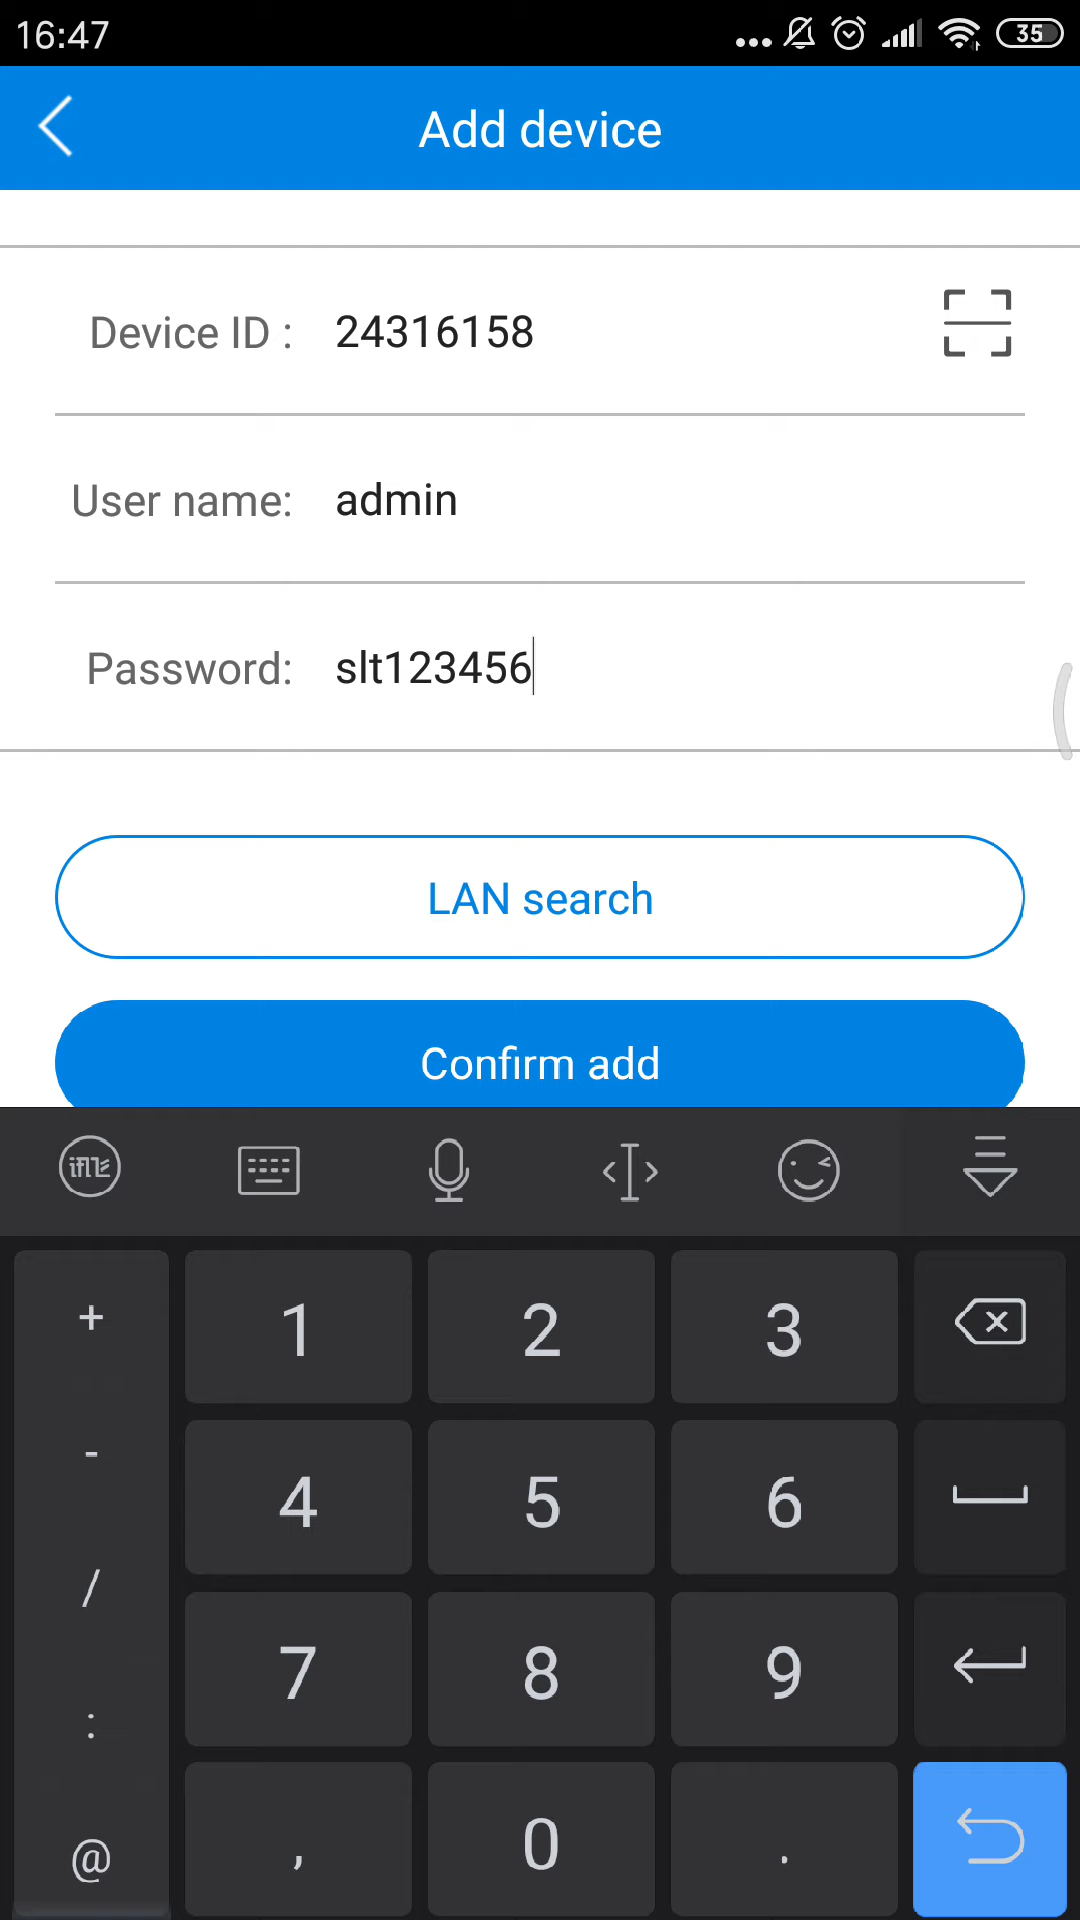 16:47
35
Add device
Device ID : 24316158
User name: admin
Password: slt123456
LAN search
Confirm add
+ 1 2 3
-
4 5 6
/
7 8 9
:
@ , 0 .